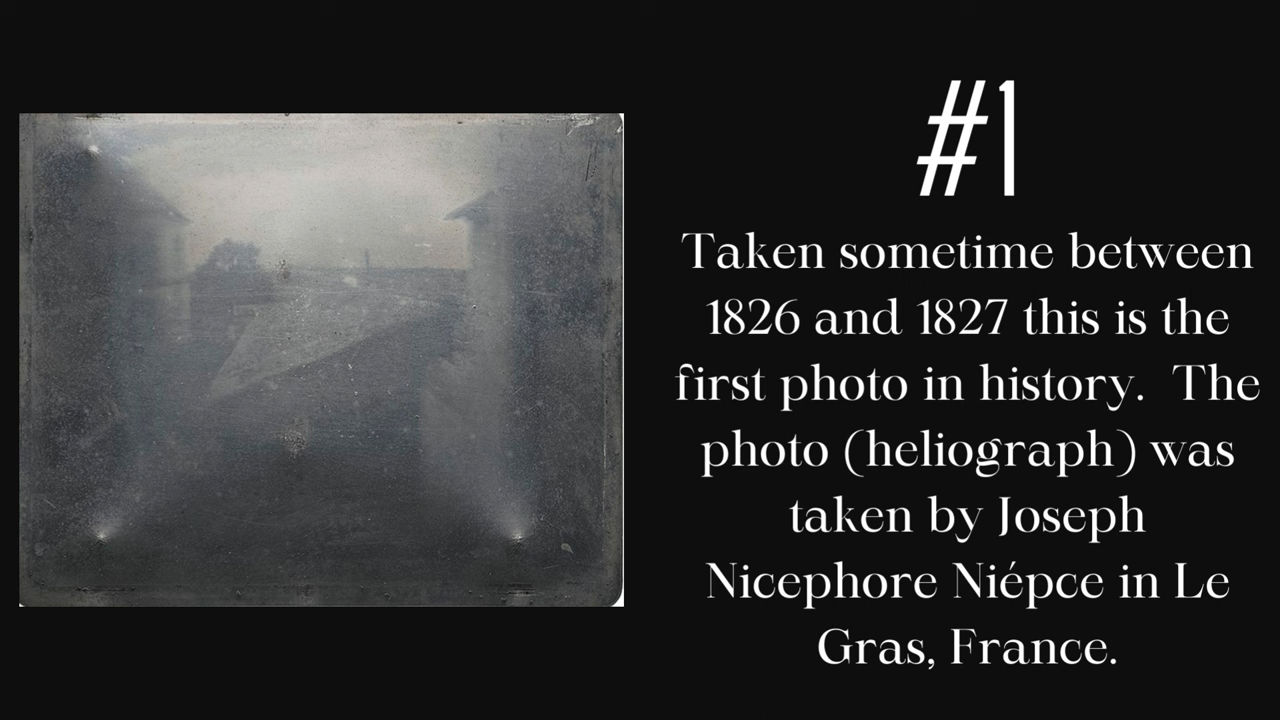 #1
Taken sometime between
1826 and 1827 this is the
first photo in history.  The
photo (heliograph) was
taken by Joseph
Nicephore Niépce in Le
Gras, France.